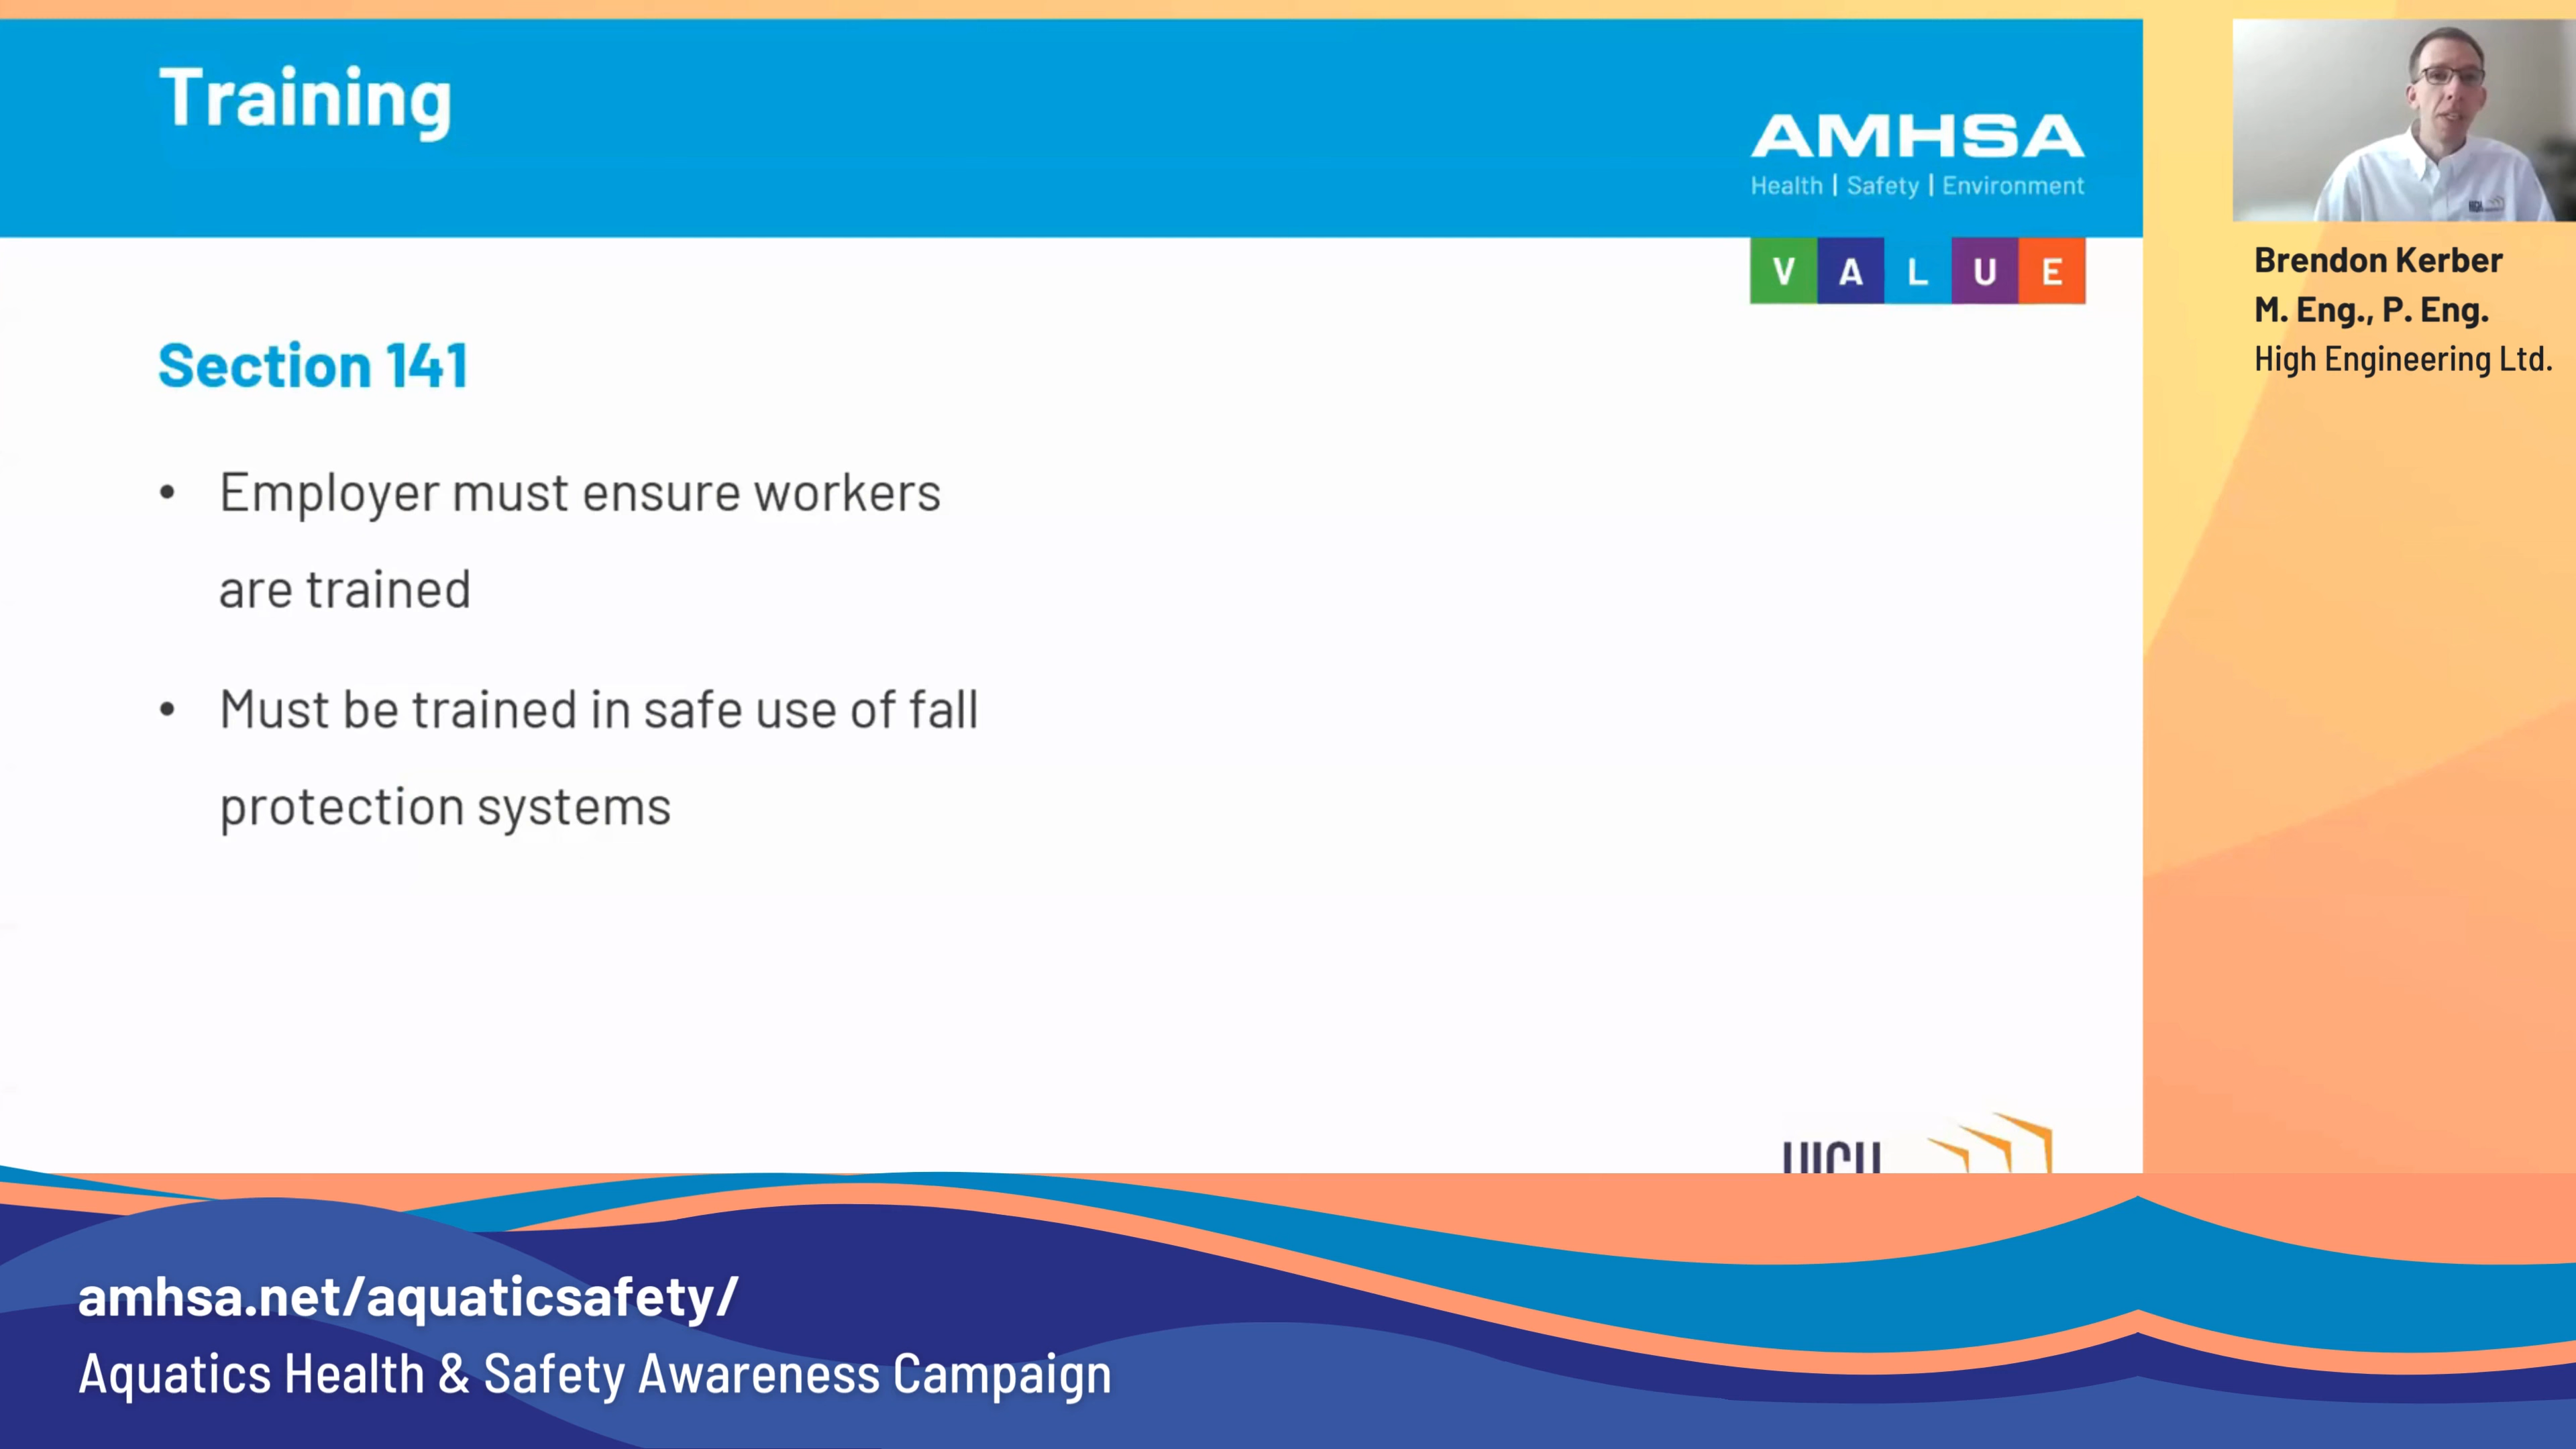 Training
AMHSA
Health | Safety | Environment
VALUE
Section 141
• Employer must ensure workers
are trained
• Must be trained in safe use of fall
protection systems
Brendon Kerber
M. Eng., P. Eng.
High Engineering Ltd.
amhsa.net/aquaticsafety/
Aquatics Health & Safety Awareness Campaign